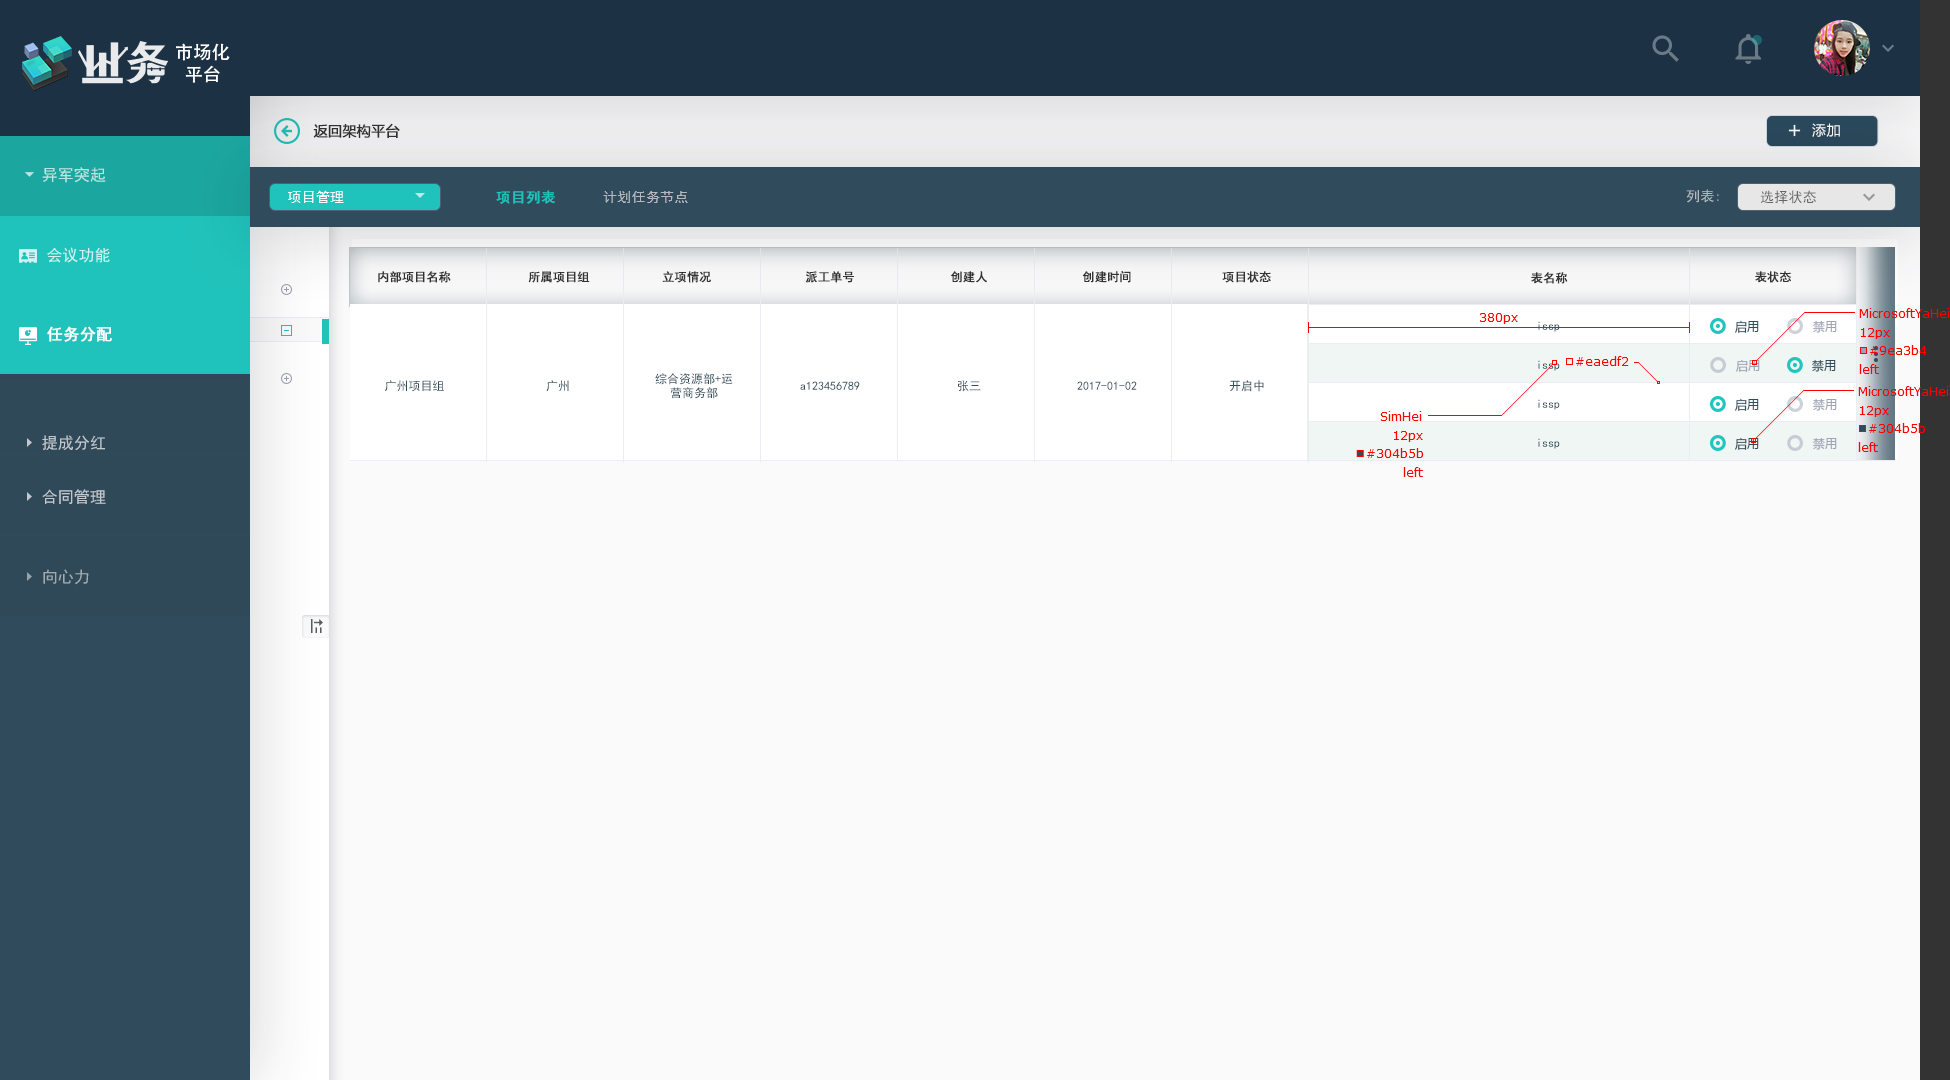 业务 市场化
平台
返回架构平台
+ 添加
异军突起
项目管理
项目列表
计划任务节点
列表：
选择状态
会议功能
任务分配
提成分红
合同管理
向心力
内部项目名称 所属项目组 立项情况 派工单号 创建人 创建时间 项目状态 表名称 表状态
广州项目组 广州 综合资源部+运
营商务部 a123456789 张三 2017-01-02 开启中
380px
issp 启用 禁用
issp 启用 禁用
issp 启用 禁用
issp 启用 禁用
#eaedf2
SimHei
12px
#304b5b
left
MicrosoftYaHei
12px
#9ea3b4
left
MicrosoftYaHei
12px
#304b5b
left